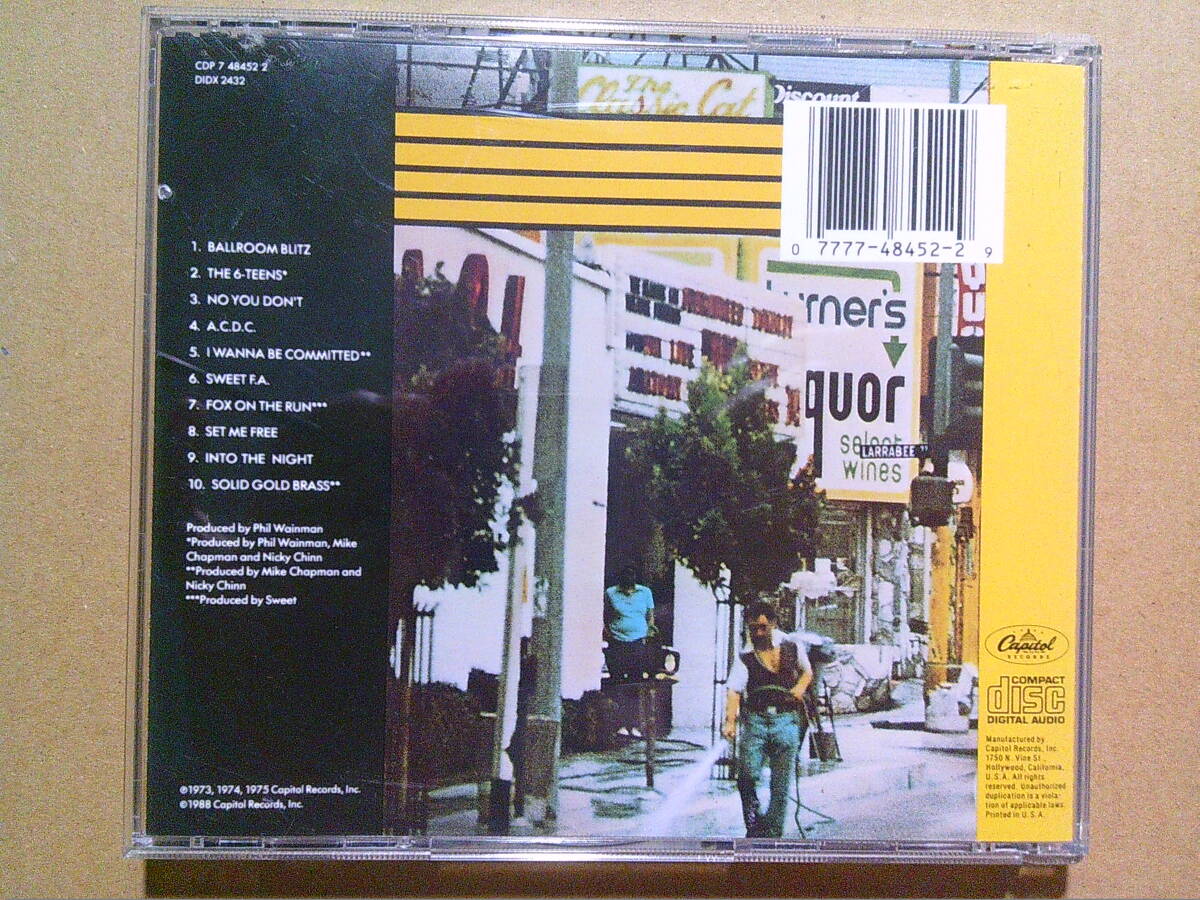 CDP 7 48452 2
DIDX 2432
The
Classic Cat
Discount
0 7777-48452-2 9
1. BALLROOM BLITZ
2. THE 6-TEENS*
3. NO YOU DON'T
4. A.C.D.C.
5. I WANNA BE COMMITTED**
6. SWEET F.A.
7. FOX ON THE RUN***
8. SET ME FREE
9. INTO THE NIGHT
10. SOLID GOLD BRASS**
Produced by Phil Wainman
*Produced by Phil Wainman, Mike
Chapman and Nicky Chinn
**Produced by Mike Chapman and
Nicky Chinn
***Produced by Sweet
℗1973, 1974, 1975 Capitol Records, Inc.
©1988 Capitol Records, Inc.
urner's
quor
select
wines
LARRABEE
Capitol
RECORDS
COMPACT
disc
DIGITAL AUDIO
Manufactured by
Capitol Records, Inc.
1750 N. Vine St.,
Hollywood, California,
U.S.A. All rights
reserved. Unauthorized
duplication is a viola-
tion of applicable laws.
Printed in U.S.A.